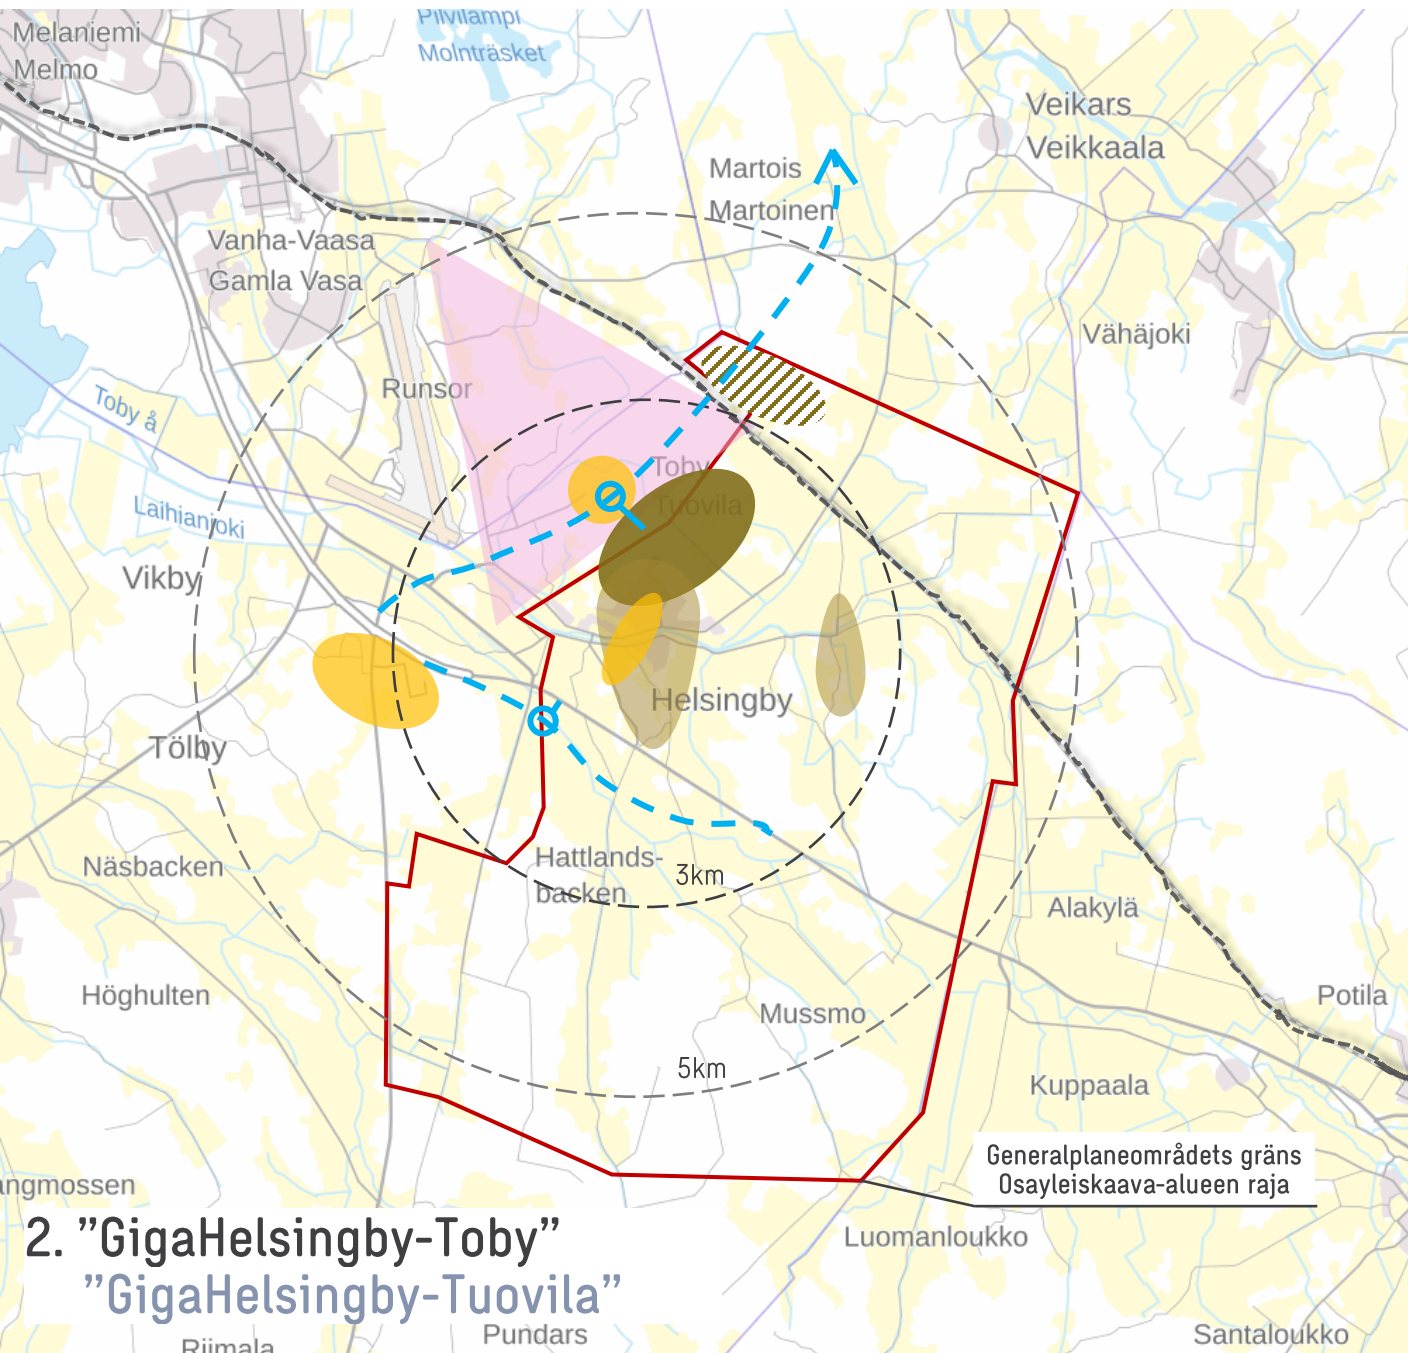 Melaniemi
Melmo
Pilvilampi
Molnträsket
Veikars
Veikkaala
Martois
Martoinen
Vanha-Vaasa
Gamla Vasa
Vähäjoki
Runsor
Toby å
Toby
Tuovila
Laihianjoki
Vikby
Helsingby
Tölby
Hattlands-
backen
3km
Näsbacken
Alakylä
Höghulten
Potila
Mussmo
5km
Kuppaala
Generalplaneområdets gräns
Osayleiskaava-alueen raja
angmossen
2. ”GigaHelsingby-Toby”
”GigaHelsingby-Tuovila”
Luomanloukko
Pundars
Santaloukko
Riimala